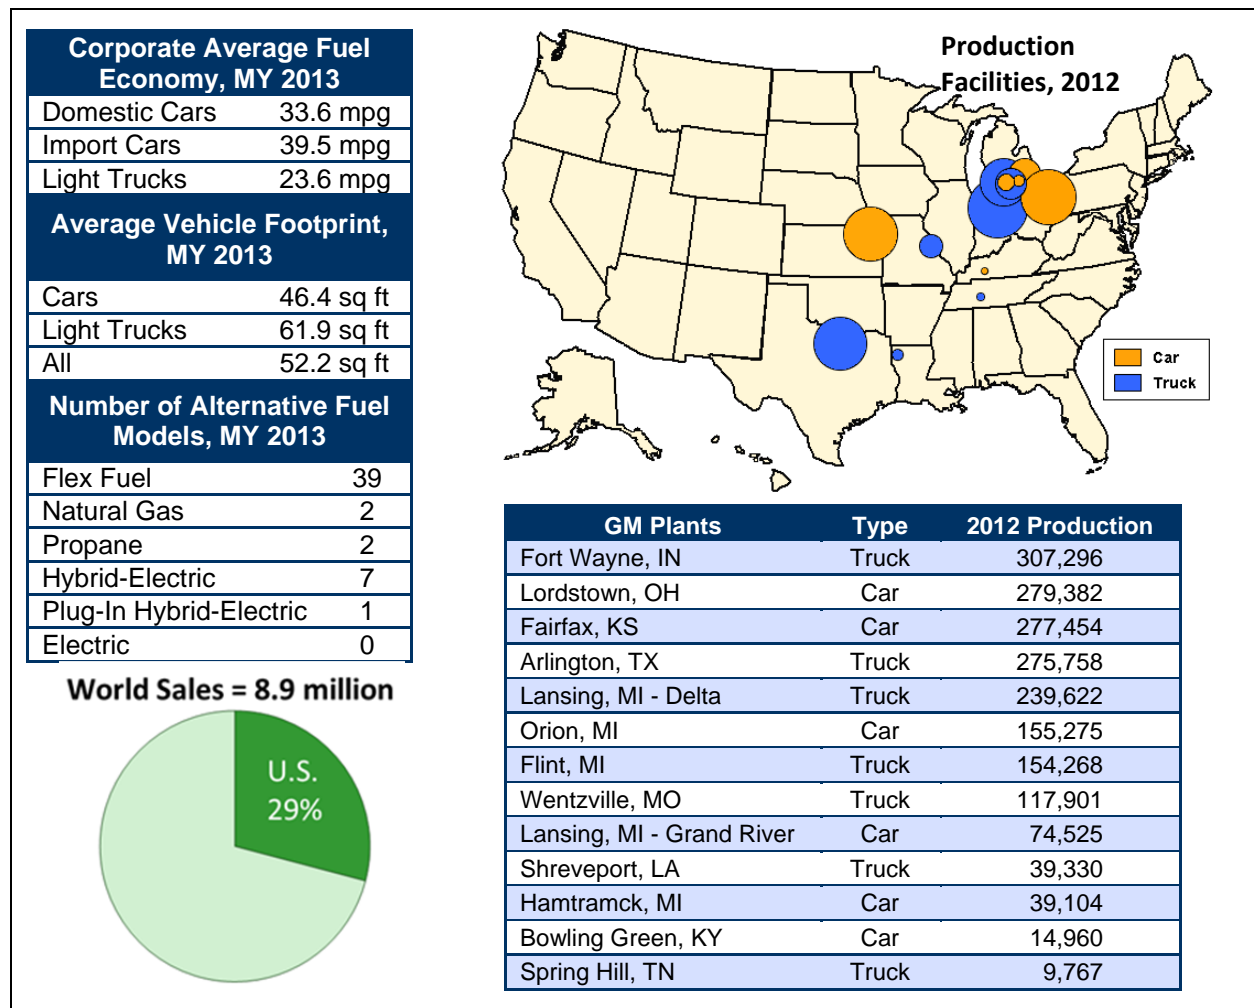 Corporate Average Fuel
Economy, MY 2013
Domestic Cars 33.6 mpg
Import Cars 39.5 mpg
Light Trucks 23.6 mpg
Average Vehicle Footprint,
MY 2013
Cars 46.4 sq ft
Light Trucks 61.9 sq ft
All 52.2 sq ft
Number of Alternative Fuel
Models, MY 2013
Flex Fuel 39
Natural Gas 2
Propane 2
Hybrid-Electric 7
Plug-In Hybrid-Electric 1
Electric 0
World Sales = 8.9 million
U.S.
29%
Production
Facilities, 2012
Car
Truck
GM Plants Type 2012 Production
Fort Wayne, IN Truck 307,296
Lordstown, OH Car 279,382
Fairfax, KS Car 277,454
Arlington, TX Truck 275,758
Lansing, MI - Delta Truck 239,622
Orion, MI Car 155,275
Flint, MI Truck 154,268
Wentzville, MO Truck 117,901
Lansing, MI - Grand River Car 74,525
Shreveport, LA Truck 39,330
Hamtramck, MI Car 39,104
Bowling Green, KY Car 14,960
Spring Hill, TN Truck 9,767